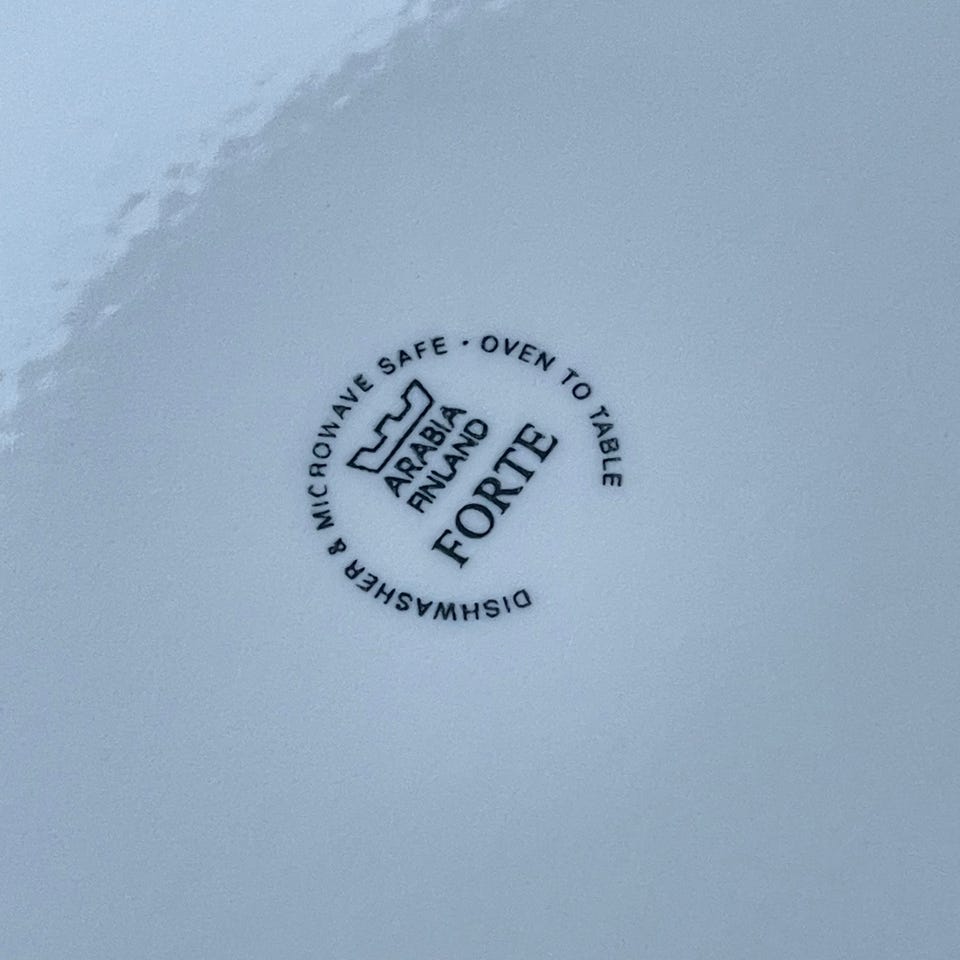 DISHWASHER & MICROWAVE SAFE · OVEN TO TABLE
ARABIA
FINLAND
FORTE